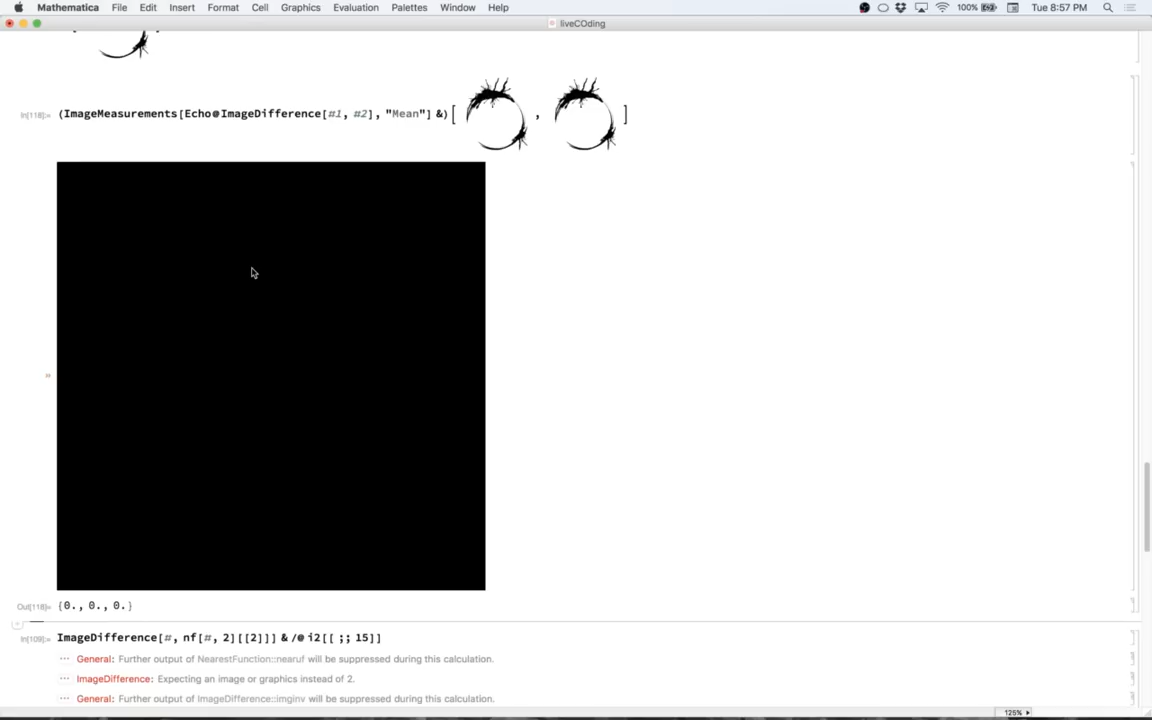 Mathematica File Edit Insert Format Cell Graphics Evaluation Palettes Window Help 100% Tue 8:57 PM
liveCOding
In[118]:= (ImageMeasurements[Echo@ImageDifference[#1, #2], "Mean"] &)[ , ]
»
Out[118]= {0., 0., 0.}
In[109]:= ImageDifference[#, nf[#, 2][[2]]] & /@ i2[[ ;; 15]]
··· General: Further output of NearestFunction::nearuf will be suppressed during this calculation.
··· ImageDifference: Expecting an image or graphics instead of 2.
··· General: Further output of ImageDifference::imginv will be suppressed during this calculation.
125%